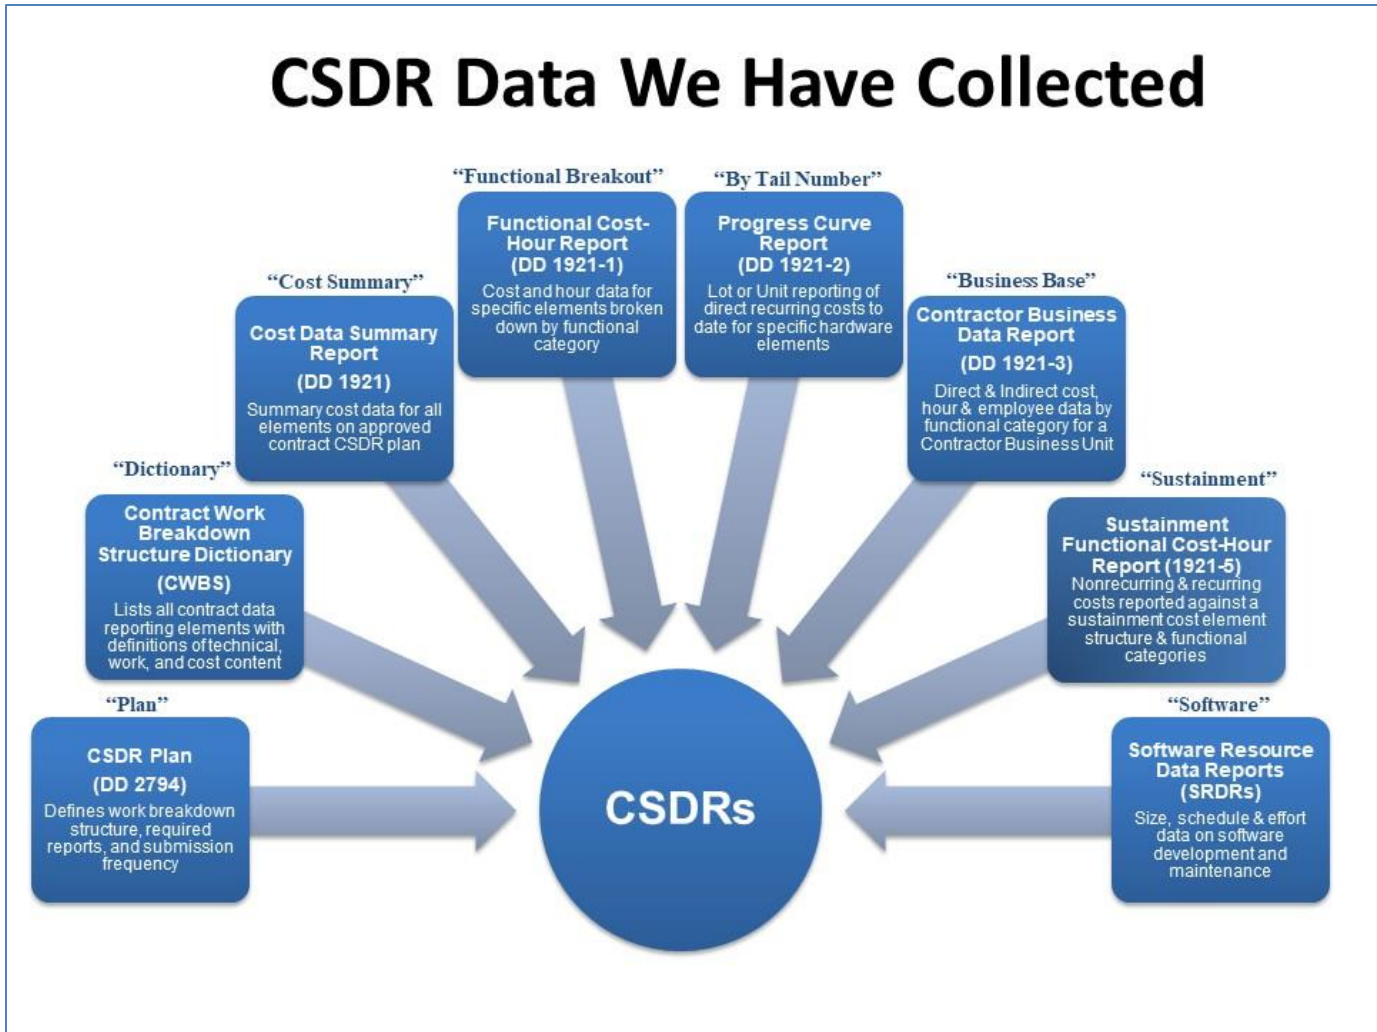 CSDR Data We Have Collected
“Functional Breakout”
Functional Cost-
Hour Report
(DD 1921-1)
Cost and hour data for
specific elements broken
down by functional
category
“By Tail Number”
Progress Curve
Report
(DD 1921-2)
Lot or Unit reporting of
direct recurring costs to
date for specific hardware
elements
“Cost Summary”
Cost Data Summary
Report
(DD 1921)
Summary cost data for all
elements on approved
contract CSDR plan
“Business Base”
Contractor Business
Data Report
(DD 1921-3)
Direct & Indirect cost,
hour & employee data by
functional category for a
Contractor Business Unit
“Dictionary”
Contract Work
Breakdown
Structure Dictionary
(CWBS)
Lists all contract data
reporting elements with
definitions of technical,
work, and cost content
“Sustainment”
Sustainment
Functional Cost-Hour
Report (1921-5)
Nonrecurring & recurring
costs reported against a
sustainment cost element
structure & functional
categories
“Plan”
CSDR Plan
(DD 2794)
Defines work breakdown
structure, required
reports, and submission
frequency
CSDRs
“Software”
Software Resource
Data Reports
(SRDRs)
Size, schedule & effort
data on software
development and
maintenance